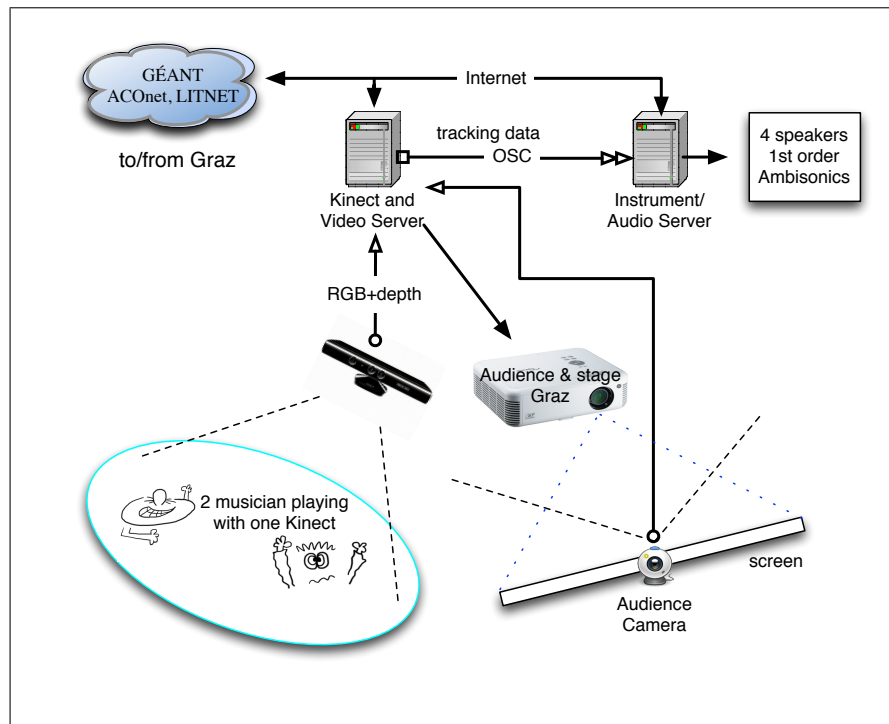 GÉANT
ACOnet, LITNET
to/from Graz
Internet
tracking data
OSC
Kinect and
Video Server
Instrument/
Audio Server
4 speakers
1st order
Ambisonics
RGB+depth
Audience & stage
Graz
2 musician playing
with one Kinect
screen
Audience
Camera